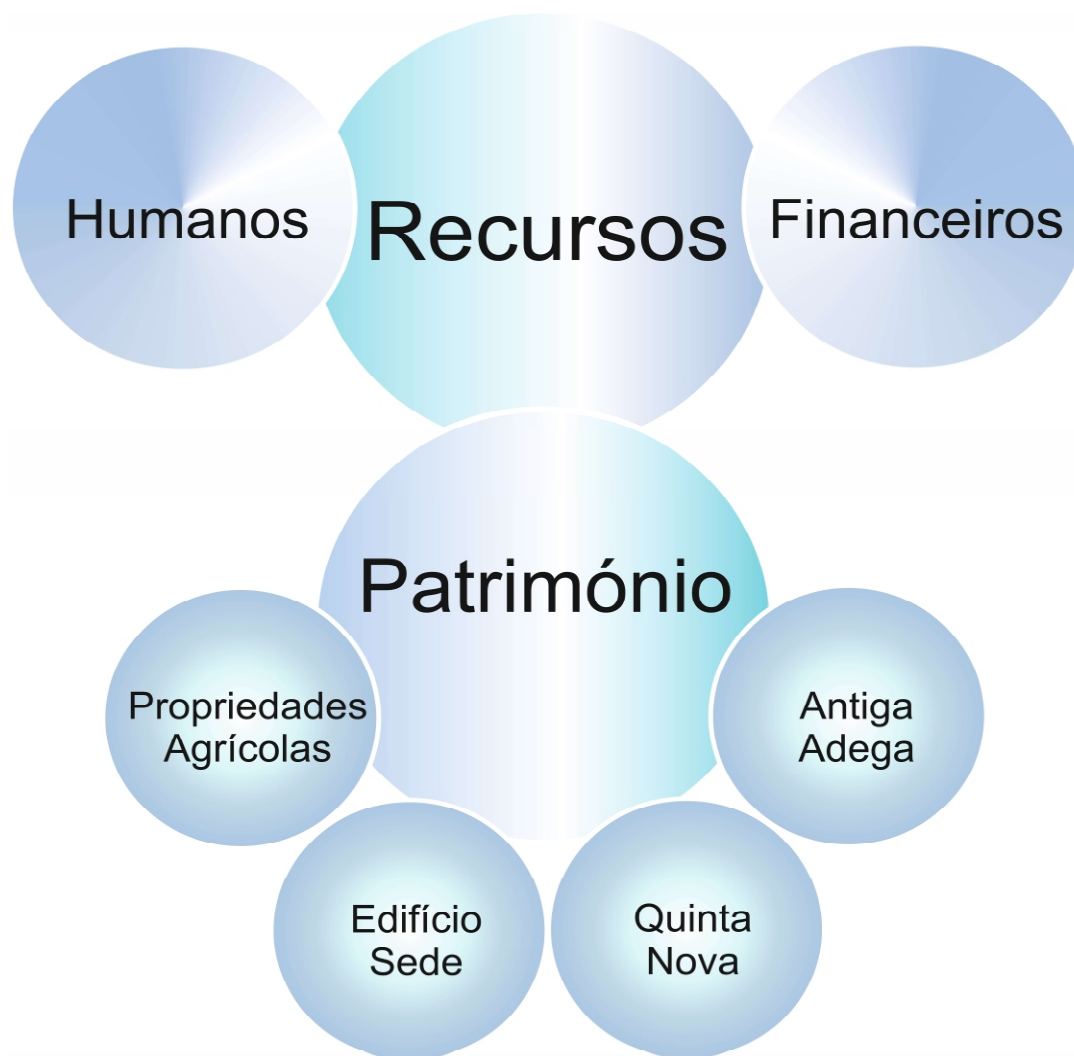 Humanos
Recursos
Financeiros
Património
Propriedades
Agrícolas
Antiga
Adega
Edifício
Sede
Quinta
Nova